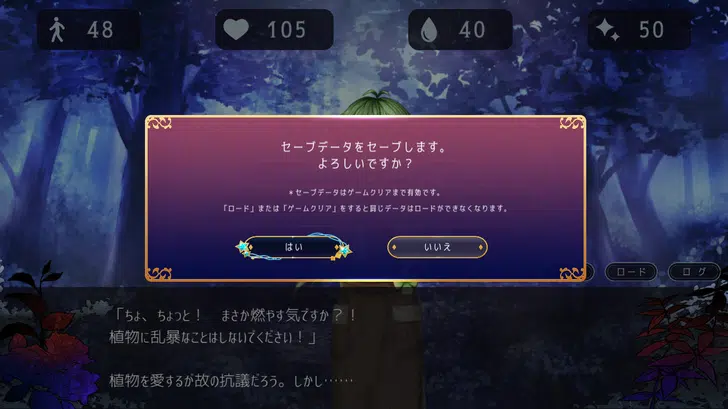 48
105
40
50
セーブデータをセーブします。
よろしいですか？
＊セーブデータはゲームクリアまで有効です。
「ロード」または「ゲームクリア」をすると同じデータはロードができなくなります。
はい
いいえ
ロード
ログ
「ちょ、ちょっと！　まさか燃やす気ですか？！
植物に乱暴なことはしないでください！」
植物を愛するが故の抗議だろう。しかし……